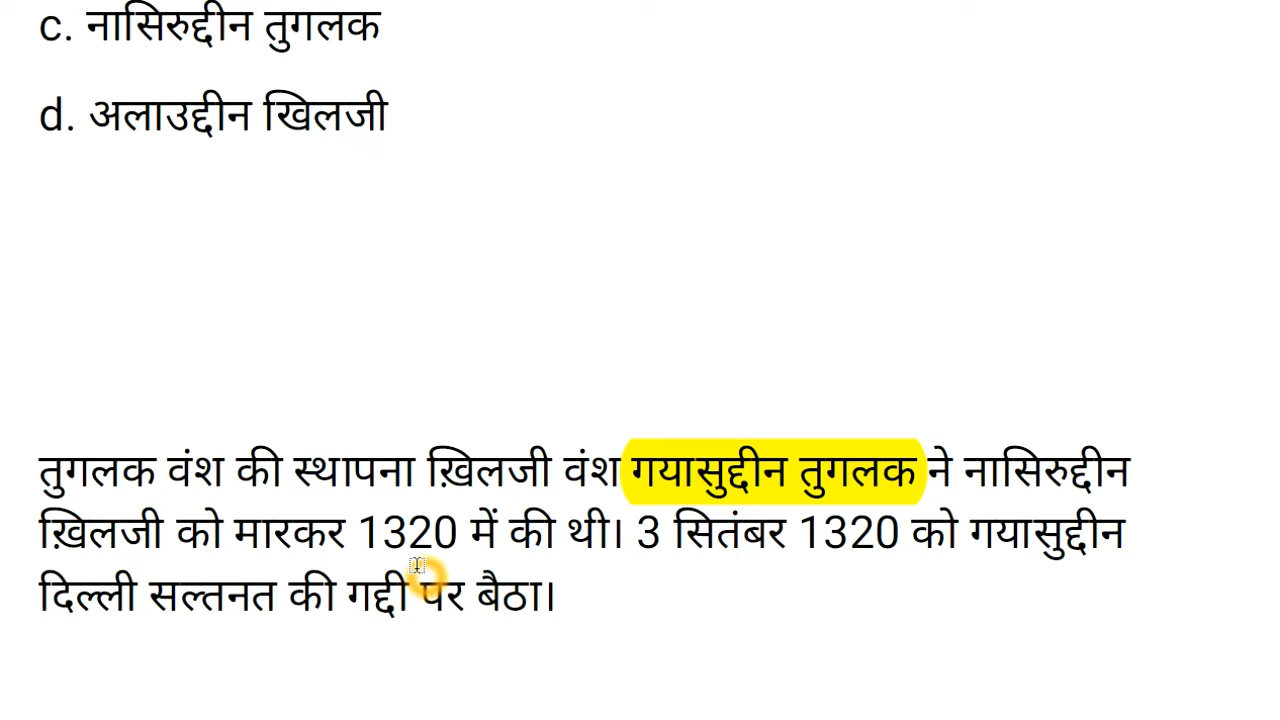 c. नासिरुद्दीन तुगलक
d. अलाउद्दीन खिलजी
तुगलक वंश की स्थापना ख़िलजी वंश गयासुद्दीन तुगलक ने नासिरुद्दीन
ख़िलजी को मारकर 1320 में की थी। 3 सितंबर 1320 को गयासुद्दीन
दिल्ली सल्तनत की गद्दी पर बैठा।